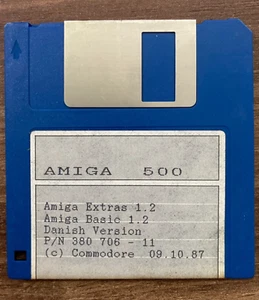 AMIGA 500
Amiga Extras 1.2
Amiga Basic 1.2
Danish Version
P/N 380 706 - 11
(c) Commodore 09.10.87